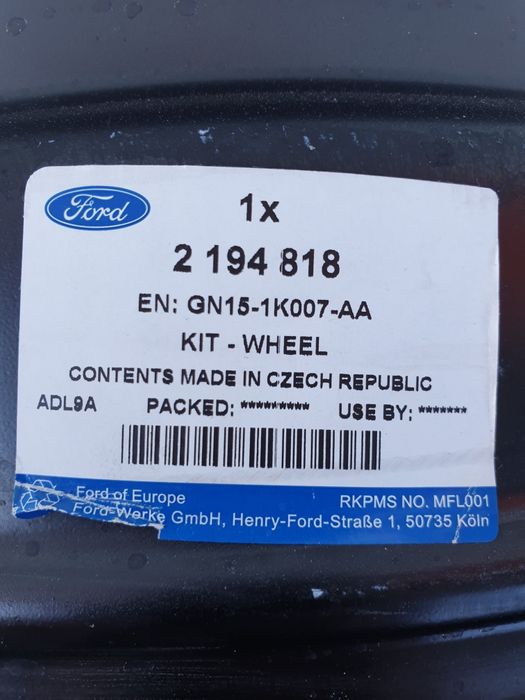 Ford
1x
2 194 818
EN: GN15-1K007-AA
KIT - WHEEL
CONTENTS MADE IN CZECH REPUBLIC
ADL9A PACKED: ********* USE BY: *******
Ford of Europe RKPMS NO. MFL001
Ford-Werke GmbH, Henry-Ford-Straße 1, 50735 Köln